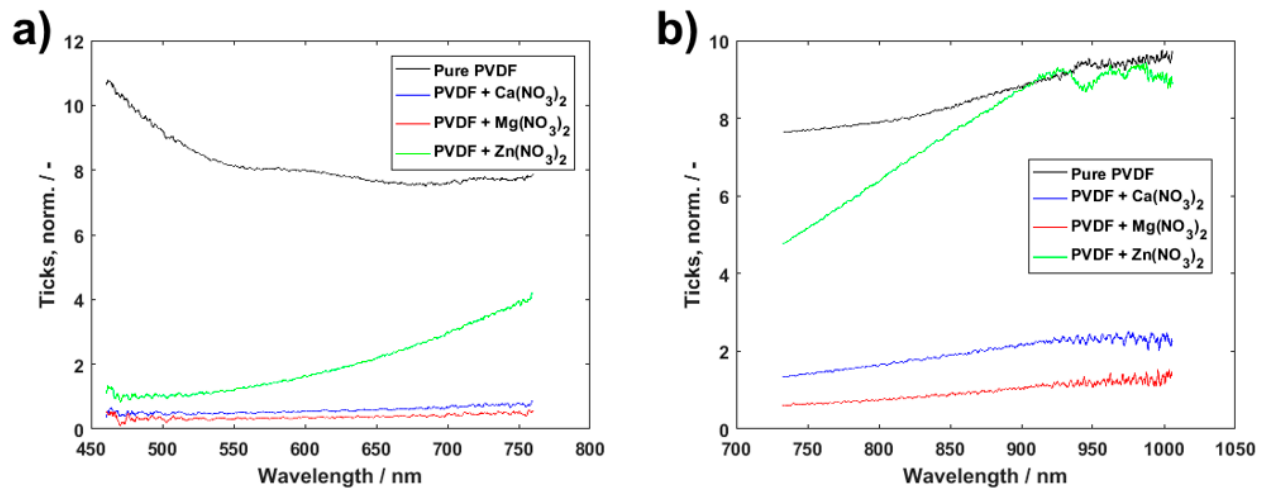 a)
12
10
8
6
4
2
0
Ticks, norm. / -
450 500 550 600 650 700 750 800
Wavelength / nm
Pure PVDF
PVDF + Ca(NO3)2
PVDF + Mg(NO3)2
PVDF + Zn(NO3)2
b)
10
8
6
4
2
0
Ticks, norm. / -
700 750 800 850 900 950 1000 1050
Wavelength / nm
Pure PVDF
PVDF + Ca(NO3)2
PVDF + Mg(NO3)2
PVDF + Zn(NO3)2